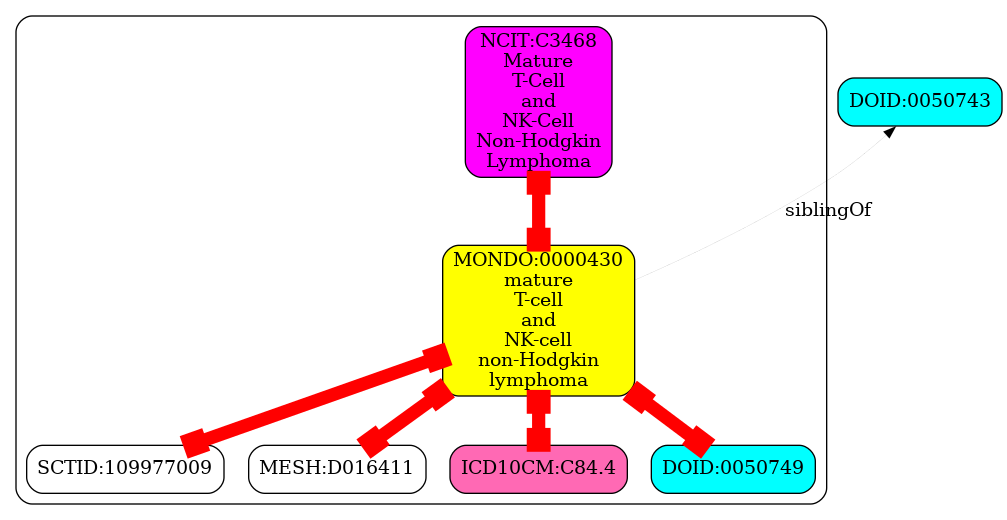 NCIT:C3468
Mature
T-Cell
and
NK-Cell
Non-Hodgkin
Lymphoma
DOID:0050743
siblingOf
MONDO:0000430
mature
T-cell
and
NK-cell
non-Hodgkin
lymphoma
SCTID:109977009
MESH:D016411
ICD10CM:C84.4
DOID:0050749